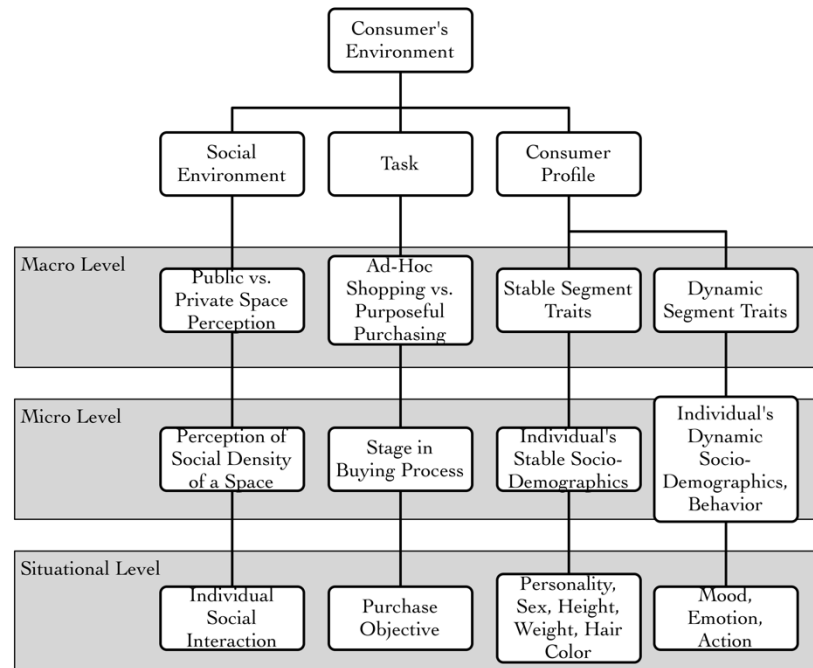 Consumer's
Environment
Social
Environment
Task
Consumer
Profile
Macro Level
Public vs.
Private Space
Perception
Ad-Hoc
Shopping vs.
Purposeful
Purchasing
Stable Segment
Traits
Dynamic
Segment Traits
Micro Level
Perception of
Social Density
of a Space
Stage in
Buying Process
Individual's
Stable Socio-
Demographics
Individual's
Dynamic
Socio-
Demographics,
Behavior
Situational Level
Individual
Social
Interaction
Purchase
Objective
Personality,
Sex, Height,
Weight, Hair
Color
Mood,
Emotion,
Action